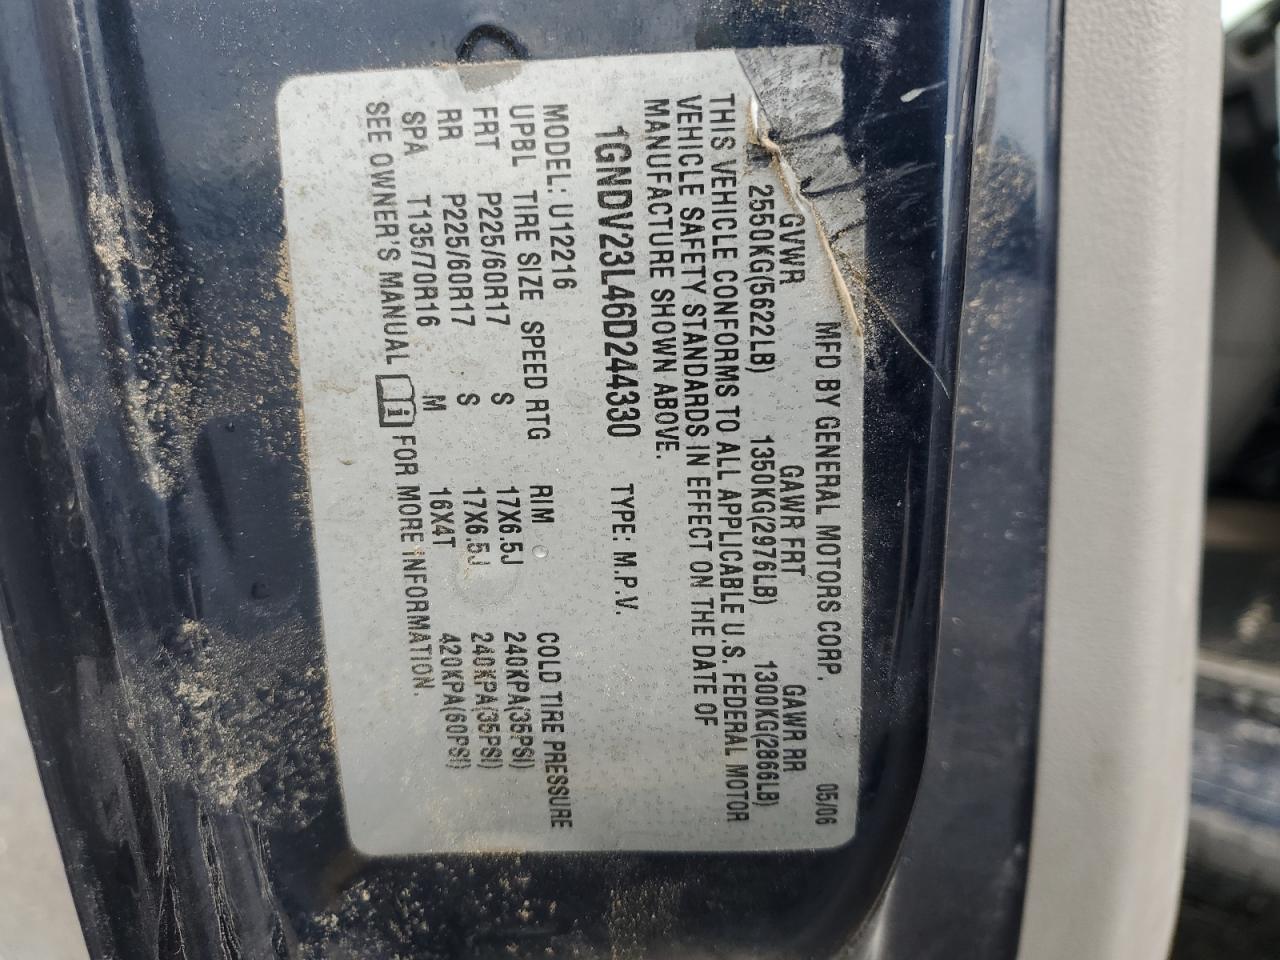 MFD BY GENERAL MOTORS CORP. 05/06
GVWR GAWR FRT GAWR RR
2550KG(5622LB) 1350KG(2976LB) 1300KG(2866LB)
THIS VEHICLE CONFORMS TO ALL APPLICABLE U.S. FEDERAL MOTOR
VEHICLE SAFETY STANDARDS IN EFFECT ON THE DATE OF
MANUFACTURE SHOWN ABOVE.
1GNDV23L46D244330 TYPE: M.P.V.
MODEL: U12216
UPBL TIRE SIZE SPEED RTG RIM COLD TIRE PRESSURE
FRT P225/60R17 S 17X6.5J 240KPA(35PSI)
RR P225/60R17 S 17X6.5J 240KPA(35PSI)
SPA T135/70R16 M 16X4T 420KPA(60PSI)
SEE OWNER'S MANUAL i FOR MORE INFORMATION.